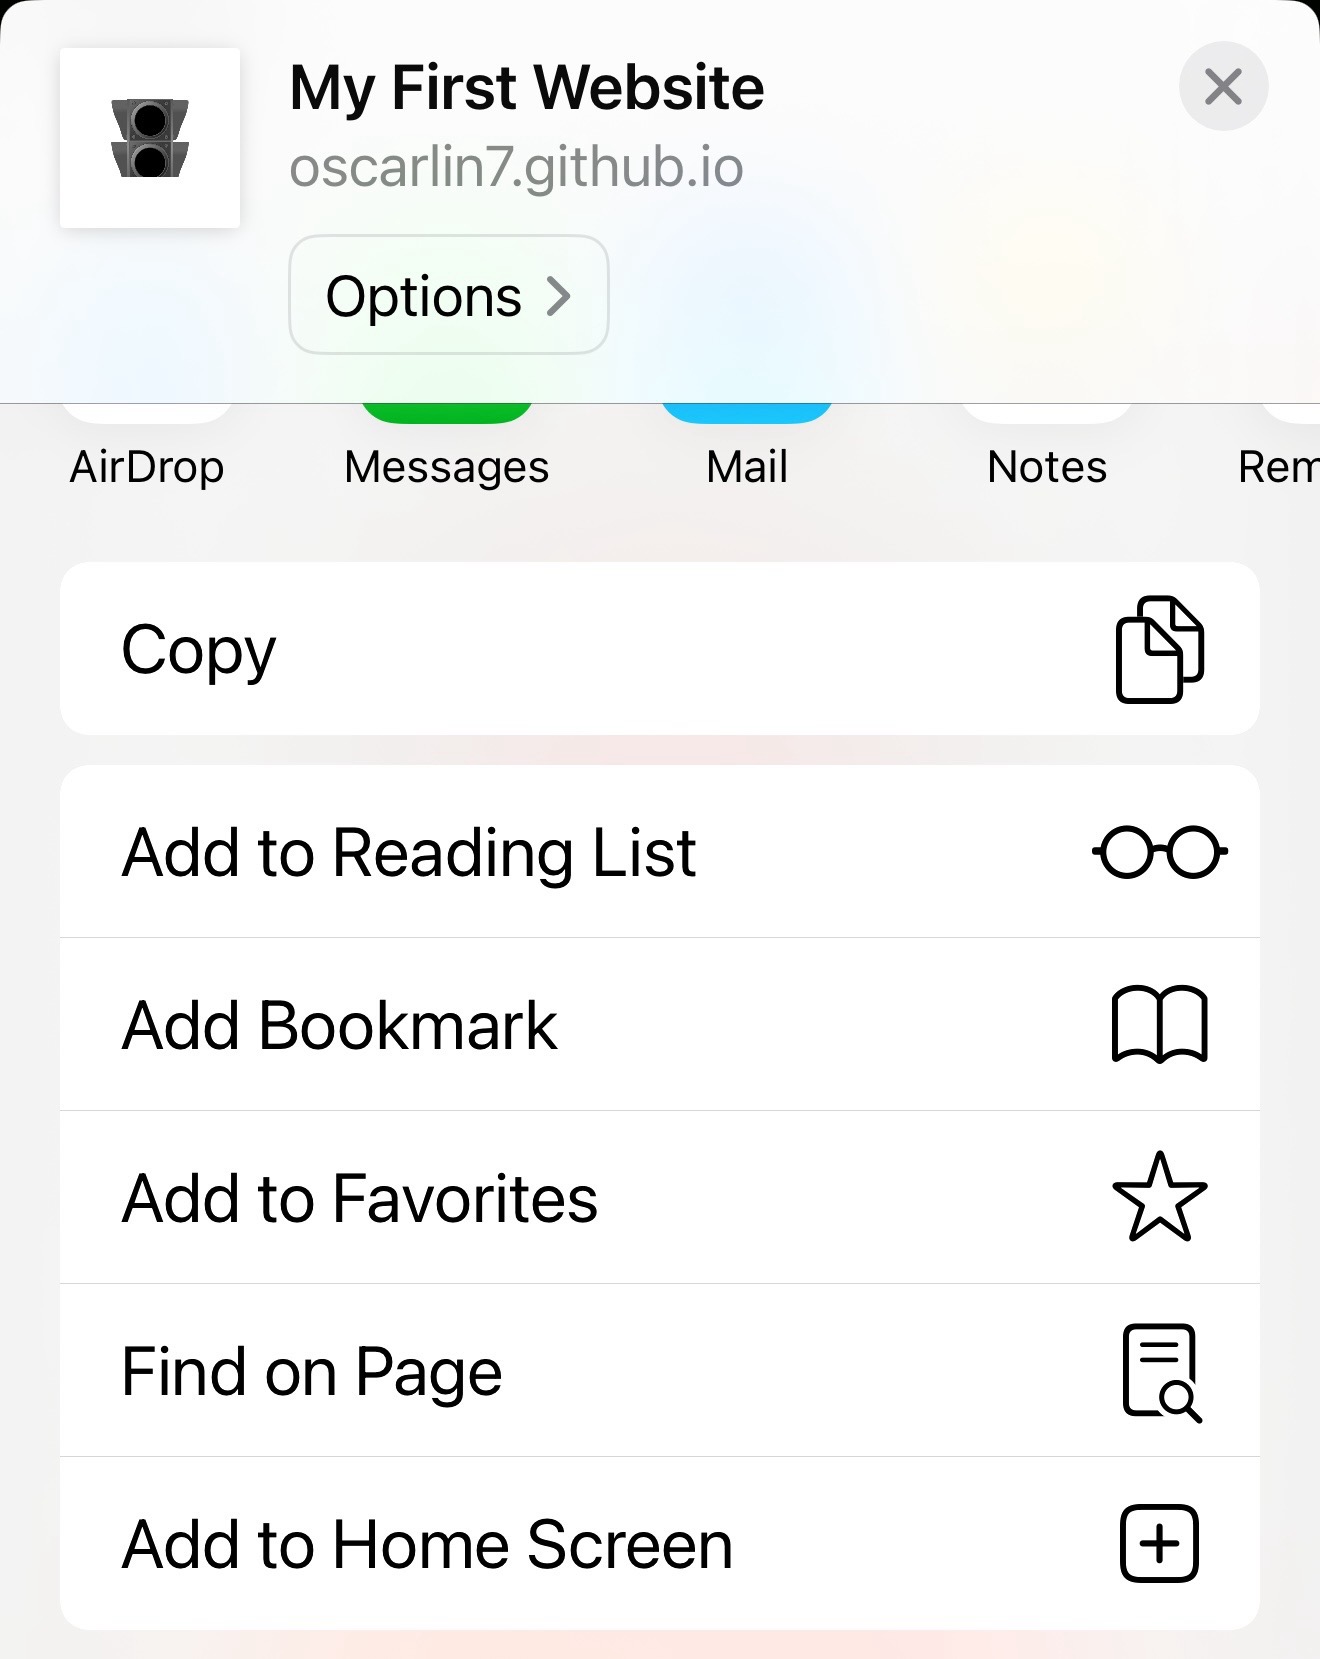 My First Website
oscarlin7.github.io
Options
AirDrop
Messages
Mail
Notes
Rem
Copy
Add to Reading List
Add Bookmark
Add to Favorites
Find on Page
Add to Home Screen